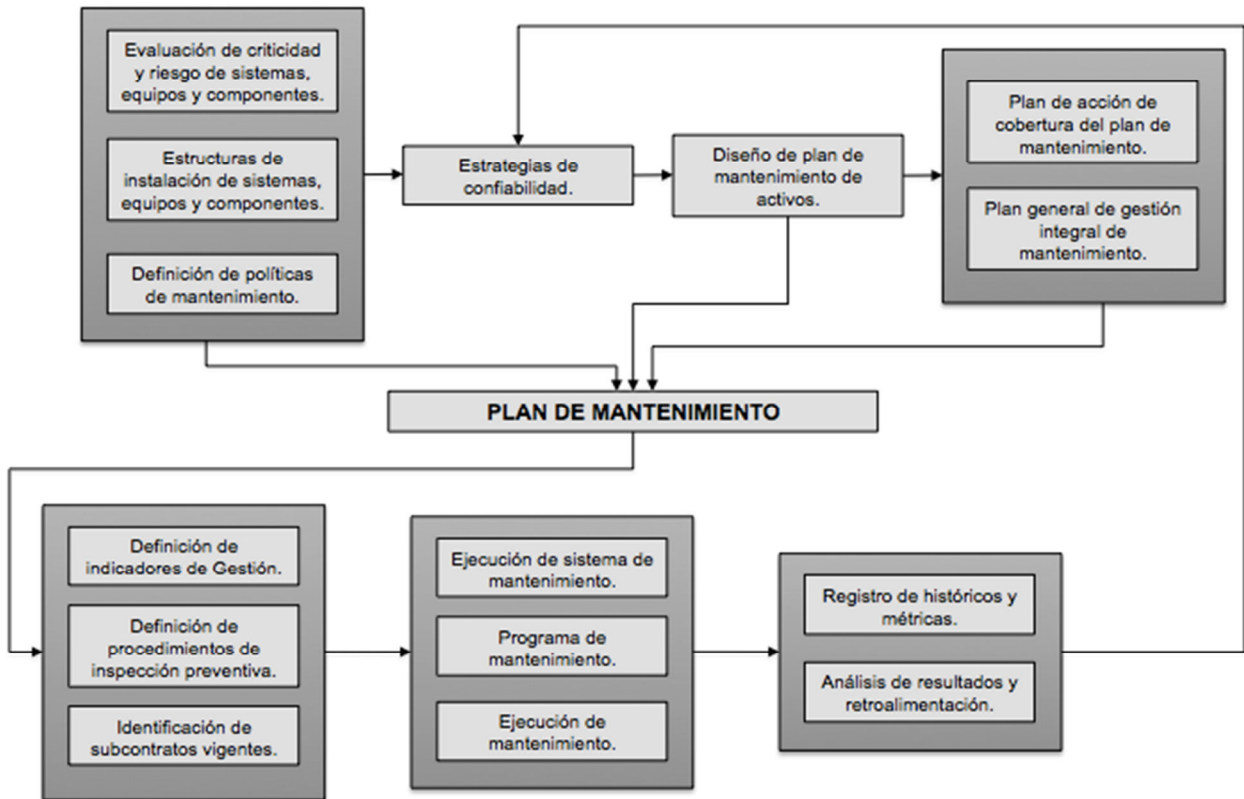 Evaluación de criticidad
y riesgo de sistemas,
equipos y componentes.
Estructuras de
instalación de sistemas,
equipos y componentes.
Definición de políticas
de mantenimiento.
Estrategias de
confiabilidad.
Diseño de plan de
mantenimiento de
activos.
Plan de acción de
cobertura del plan de
mantenimiento.
Plan general de gestión
integral de
mantenimiento.
PLAN DE MANTENIMIENTO
Definición de
indicadores de Gestión.
Definición de
procedimientos de
inspección preventiva.
Identificación de
subcontratos vigentes.
Ejecución de sistema de
mantenimiento.
Programa de
mantenimiento.
Ejecución de
mantenimiento.
Registro de históricos y
métricas.
Análisis de resultados y
retroalimentación.